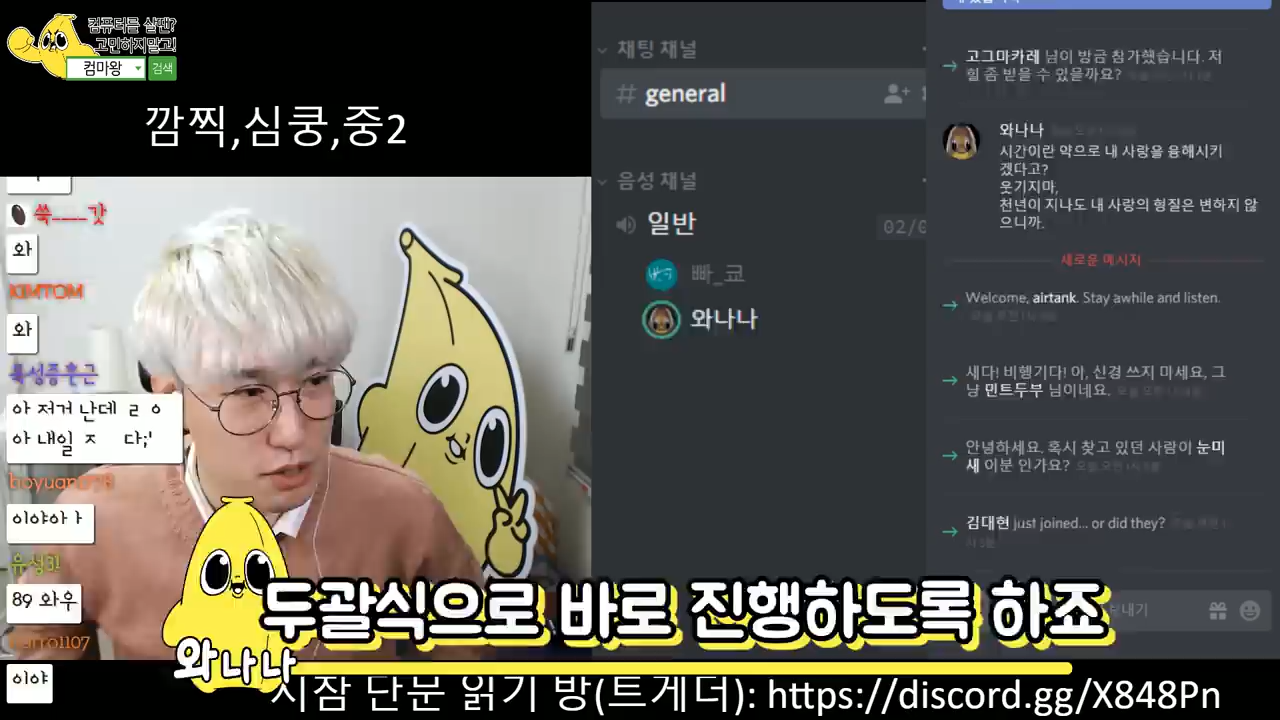 컴퓨터를 살땐?
고민하지말고!
컴마왕
검색
깜찍,심쿵,중2
쑥___갓
와
KIMTOM
와
아 저거 난데 ㄹㅇ
아 내일 ㅈ 다;'
이야아ㅏ
89 와우
이야
채팅 채널
# general
음성 채널
일반
02/0
빠_쿄
와나나
고그마카레 님이 방금 참가했습니다. 저
힐 좀 받을 수 있을까요?
와나나
시간이란 약으로 내 사랑을 융해시키
겠다고?
웃기지마,
천년이 지나도 내 사랑의 형질은 변하지 않
으니까.
새로운 메시지
Welcome, airtank. Stay awhile and listen.
새다! 비행기다! 아, 신경 쓰지 마세요, 그
냥 민트두부 님이네요.
안녕하세요. 혹시 찾고 있던 사람이 눈미
새 이분 인가요?
김대현 just joined... or did they?
내기
두괄식으로 바로 진행하도록 하죠
와나나
시참 단문 읽기 방(트게더): https://discord.gg/X848Pn